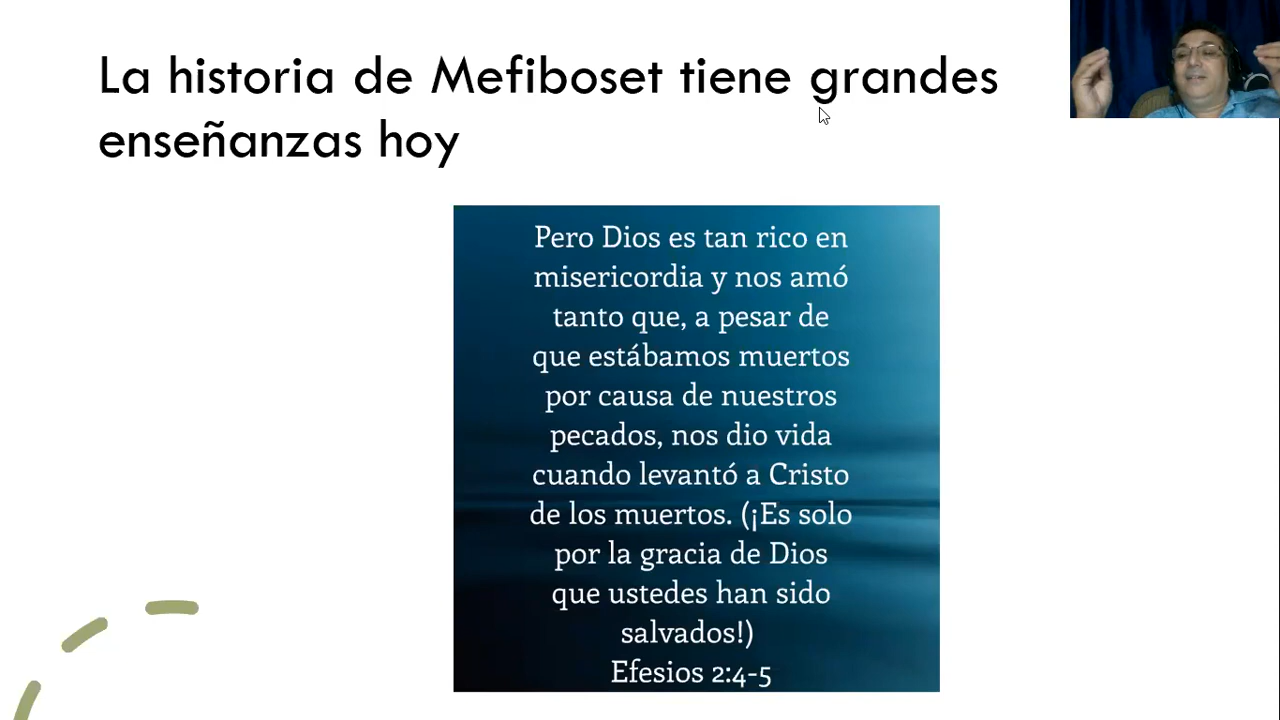 La historia de Mefiboset tiene grandes
enseñanzas hoy
Pero Dios es tan rico en
misericordia y nos amó
tanto que, a pesar de
que estábamos muertos
por causa de nuestros
pecados, nos dio vida
cuando levantó a Cristo
de los muertos. (¡Es solo
por la gracia de Dios
que ustedes han sido
salvados!)
Efesios 2:4-5